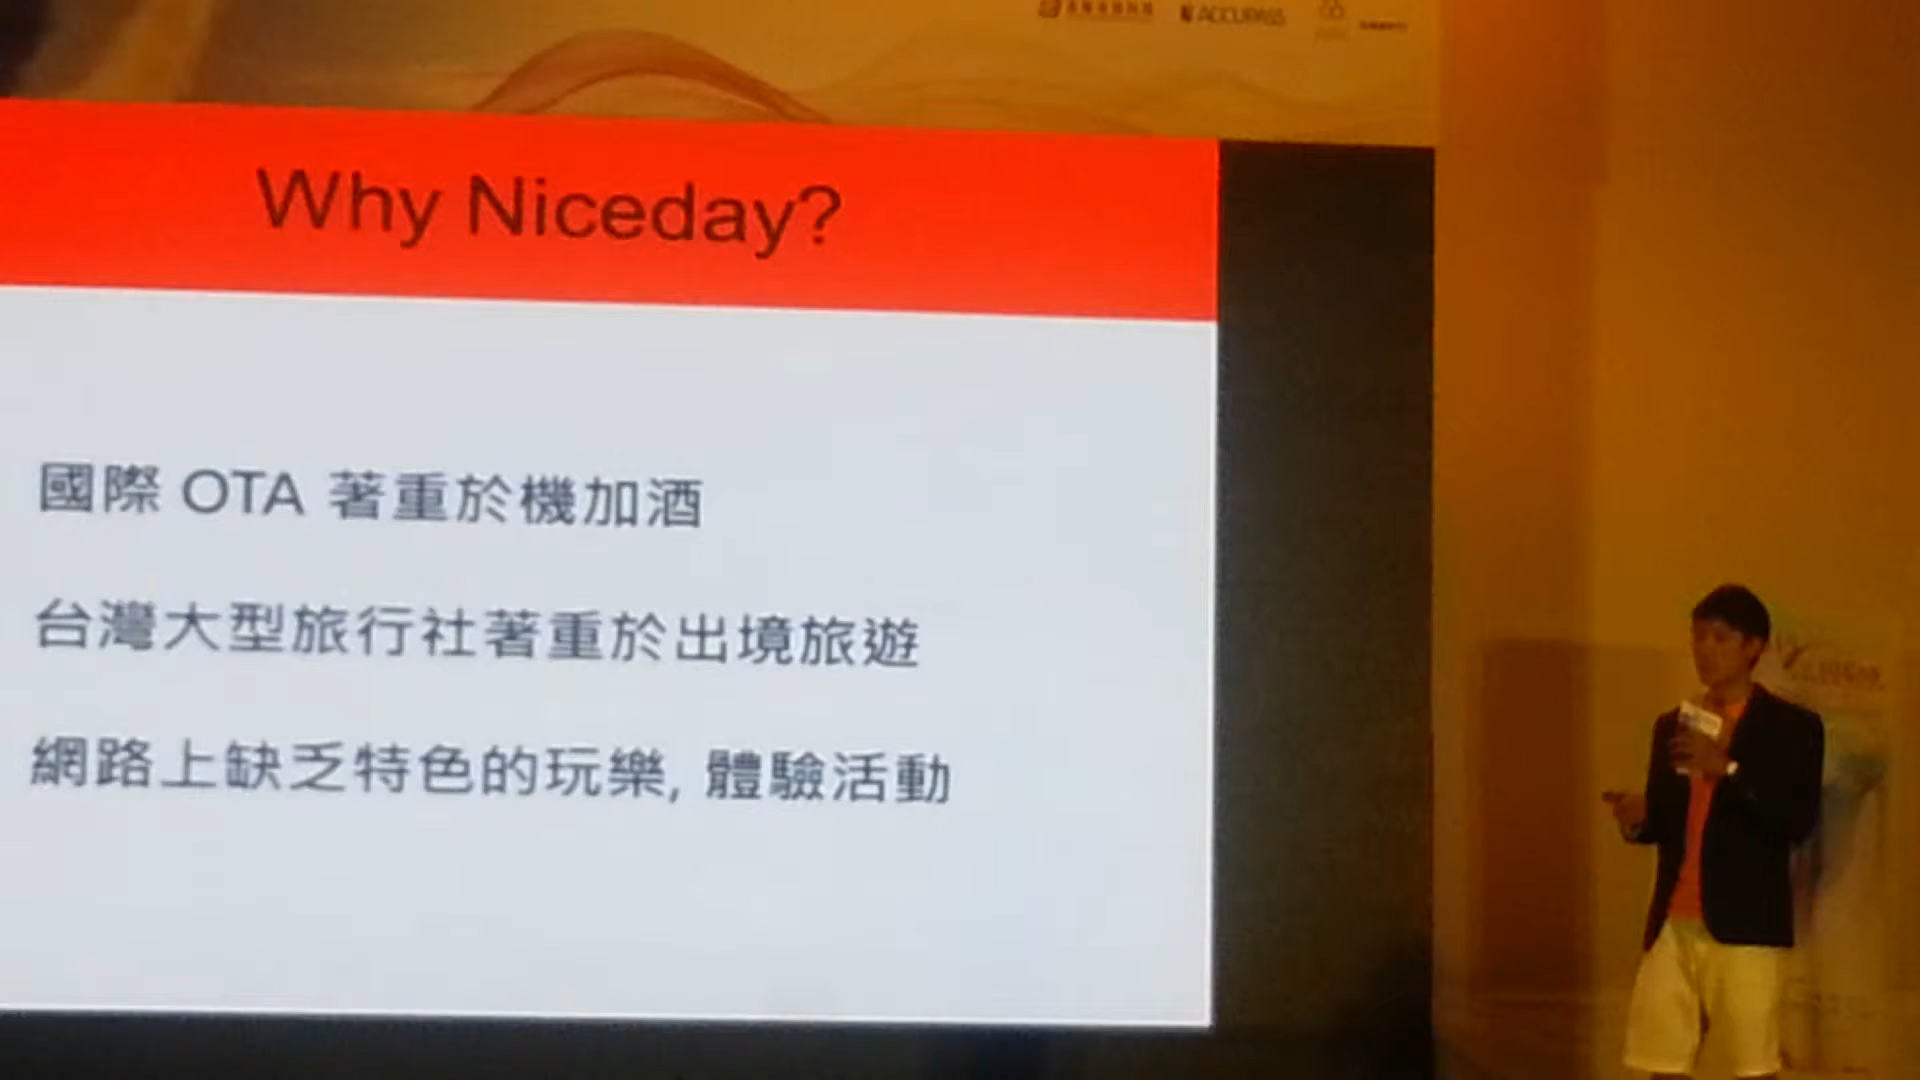 ACCUPASS
Why Niceday?
國際 OTA 著重於機加酒
台灣大型旅行社著重於出境旅遊
網路上缺乏特色的玩樂, 體驗活動